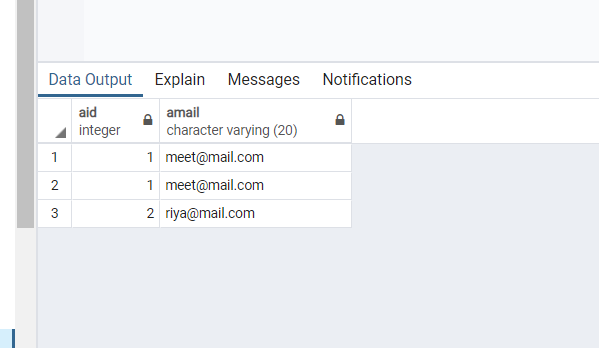 Data Output Explain Messages Notifications
aid amail
integer character varying (20)
1 1 meet@mail.com
2 1 meet@mail.com
3 2 riya@mail.com